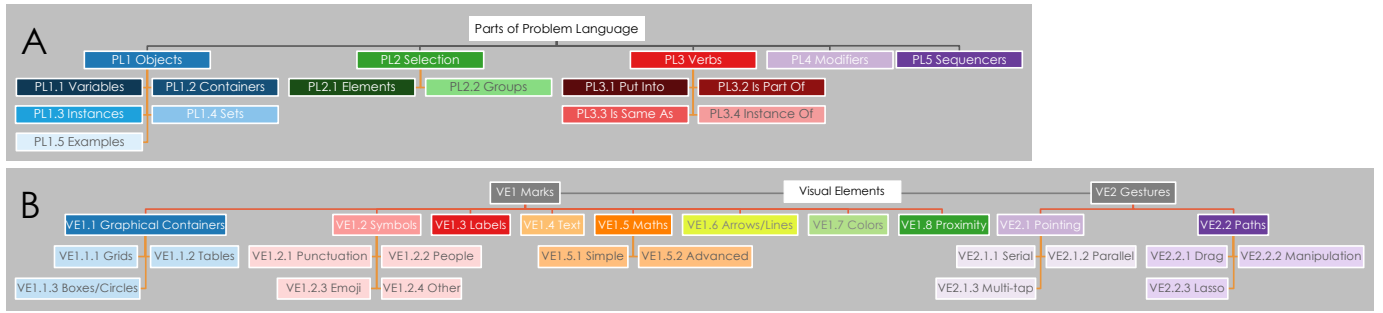 A
Parts of Problem Language
PL1 Objects PL2 Selection PL3 Verbs PL4 Modifiers PL5 Sequencers
PL1.1 Variables PL1.2 Containers PL2.1 Elements PL2.2 Groups PL3.1 Put Into PL3.2 Is Part Of
PL1.3 Instances PL1.4 Sets PL3.3 Is Same As PL3.4 Instance Of
PL1.5 Examples
B
VE1 Marks Visual Elements VE2 Gestures
VE1.1 Graphical Containers VE1.2 Symbols VE1.3 Labels VE1.4 Text VE1.5 Maths VE1.6 Arrows/Lines VE1.7 Colors VE1.8 Proximity VE2.1 Pointing VE2.2 Paths
VE1.1.1 Grids VE1.1.2 Tables VE1.2.1 Punctuation VE1.2.2 People VE1.5.1 Simple VE1.5.2 Advanced VE2.1.1 Serial VE2.1.2 Parallel VE2.2.1 Drag VE2.2.2 Manipulation
VE1.1.3 Boxes/Circles VE1.2.3 Emoji VE1.2.4 Other VE2.1.3 Multi-tap VE2.2.3 Lasso